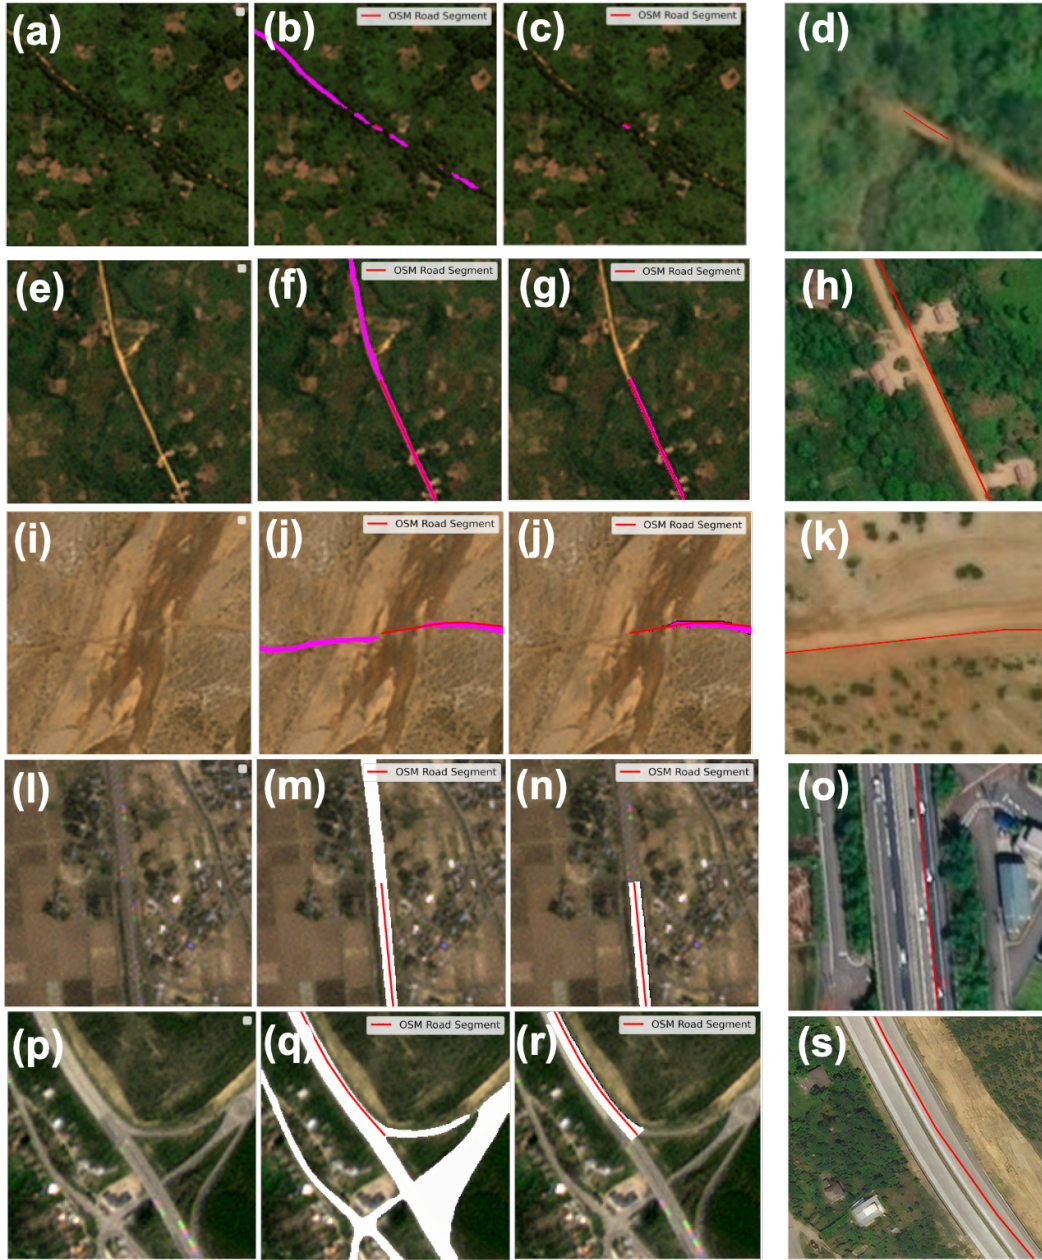 (a)
(b)
OSM Road Segment
(c)
OSM Road Segment
(d)
(e)
(f)
OSM Road Segment
(g)
OSM Road Segment
(h)
(i)
(j)
OSM Road Segment
(j)
OSM Road Segment
(k)
(l)
(m)
OSM Road Segment
(n)
OSM Road Segment
(o)
(p)
(q)
OSM Road Segment
(r)
OSM Road Segment
(s)